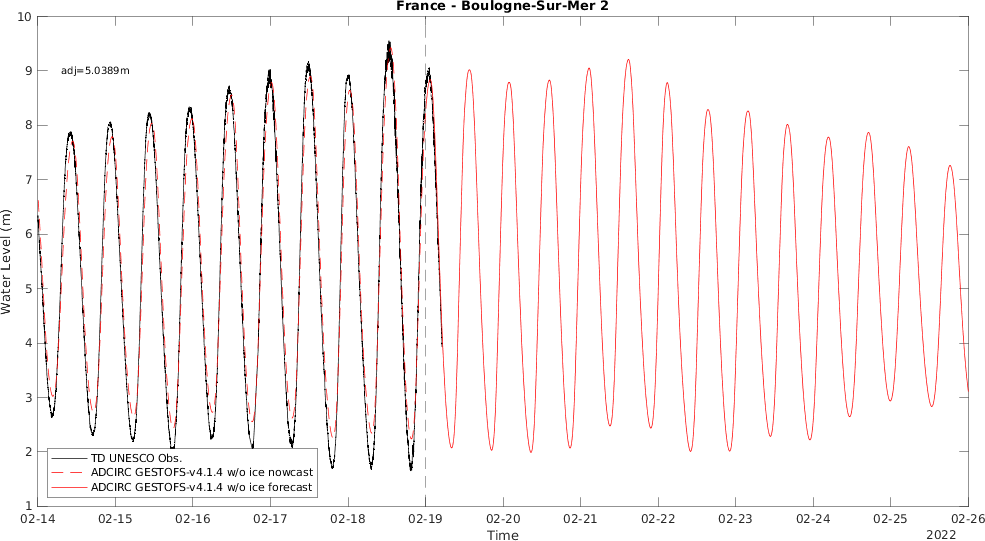 France - Boulogne-Sur-Mer 2
10
9
8
7
6
5
4
3
2
1
Water Level (m)
adj=5.0389m
TD UNESCO Obs.
ADCIRC GESTOFS-v4.1.4 w/o ice nowcast
ADCIRC GESTOFS-v4.1.4 w/o ice forecast
02-14 02-15 02-16 02-17 02-18 02-19 02-20 02-21 02-22 02-23 02-24 02-25 02-26
Time
2022